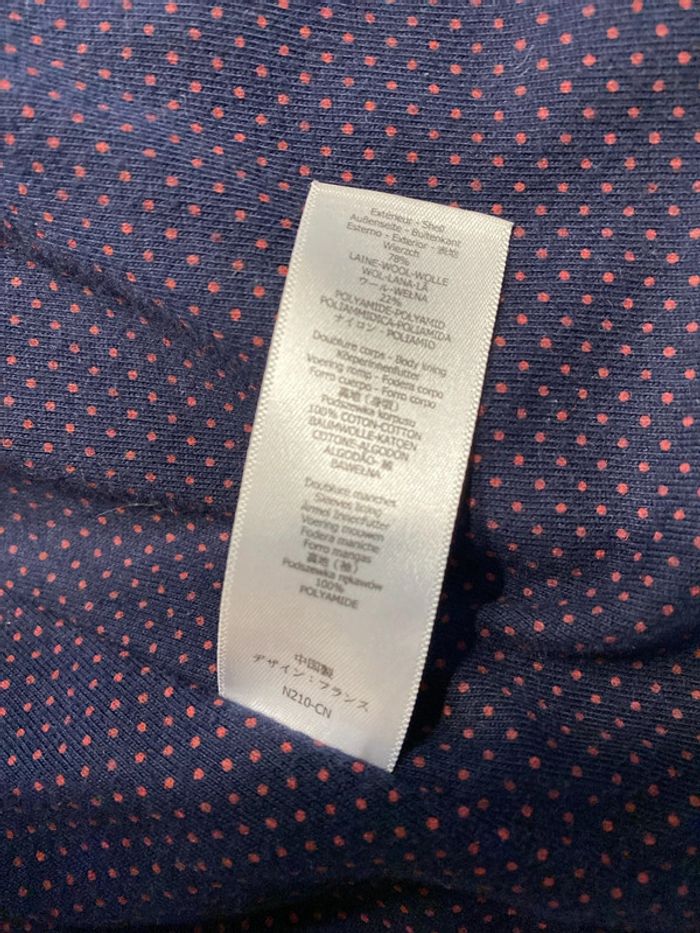 Extérieur - Shell
Außenseite - Buitenkant
Esterno - Exterior - 表地
Wierzch
78%
LAINE-WOOL-WOLLE
WOL-LANA-LÃ
ウール-WEŁNA
22%
POLYAMIDE-POLYAMID
POLIAMMIDICA-POLIAMIDA
ナイロン-POLIAMID
Doublure corps - Body lining
Körperinnenfutter
Voering romp - Fodera corpo
Forro cuerpo - Forro corpo
裏地 (身頃)
Podszewka korpusu
100% COTON-COTTON
BAUMWOLLE-KATOEN
COTONE-ALGODÓN
ALGODÃO- 綿
BAWEŁNA
Doublure manches
Sleeves lining
Ärmel Innenfutter
Voering mouwen
Fodera maniche
Forro mangas
裏地 (袖)
Podszewka rękawów
100%
POLYAMIDE
中国製
デザイン:フランス
N210-CN